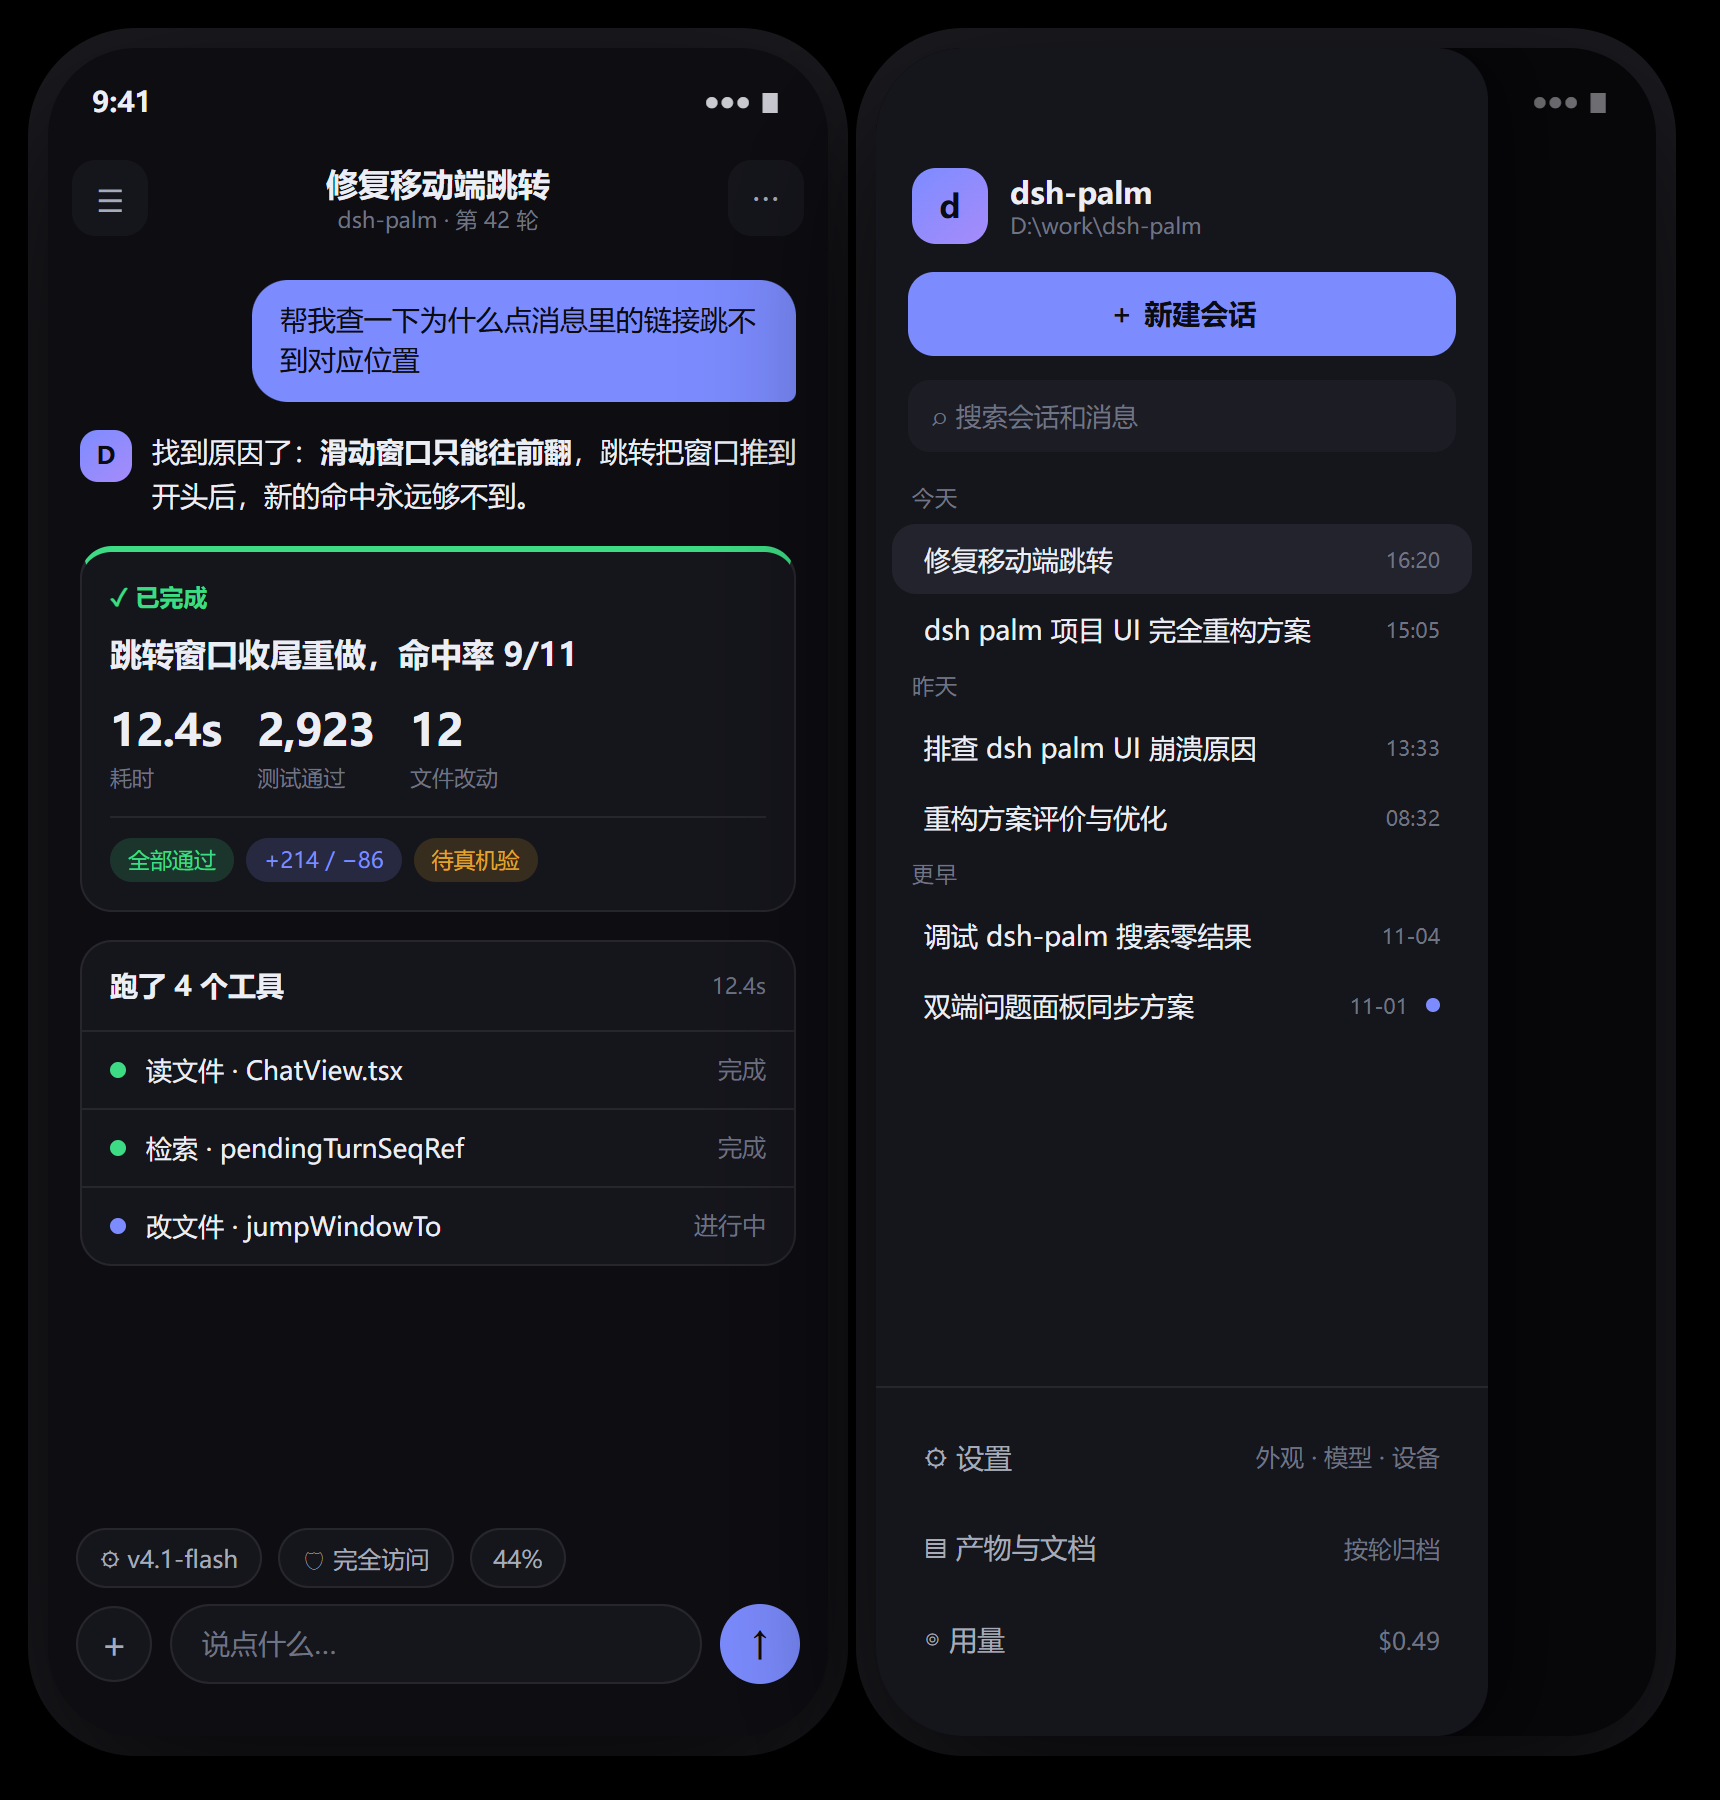 9:41
修复移动端跳转
dsh-palm · 第 42 轮
帮我查一下为什么点消息里的链接跳不
到对应位置
D
找到原因了：滑动窗口只能往前翻，跳转把窗口推到
开头后，新的命中永远够不到。
✓ 已完成
跳转窗口收尾重做，命中率 9/11
12.4s 2,923 12
耗时 测试通过 文件改动
全部通过 +214 / −86 待真机验
跑了 4 个工具 12.4s
读文件 · ChatView.tsx 完成
检索 · pendingTurnSeqRef 完成
改文件 · jumpWindowTo 进行中
v4.1-flash 完全访问 44%
+ 说点什么... ↑
d
dsh-palm
D:\work\dsh-palm
+ 新建会话
搜索会话和消息
今天
修复移动端跳转 16:20
dsh palm 项目 UI 完全重构方案 15:05
昨天
排查 dsh palm UI 崩溃原因 13:33
重构方案评价与优化 08:32
更早
调试 dsh-palm 搜索零结果 11-04
双端问题面板同步方案 11-01
设置 外观 · 模型 · 设备
产物与文档 按轮归档
用量 $0.49